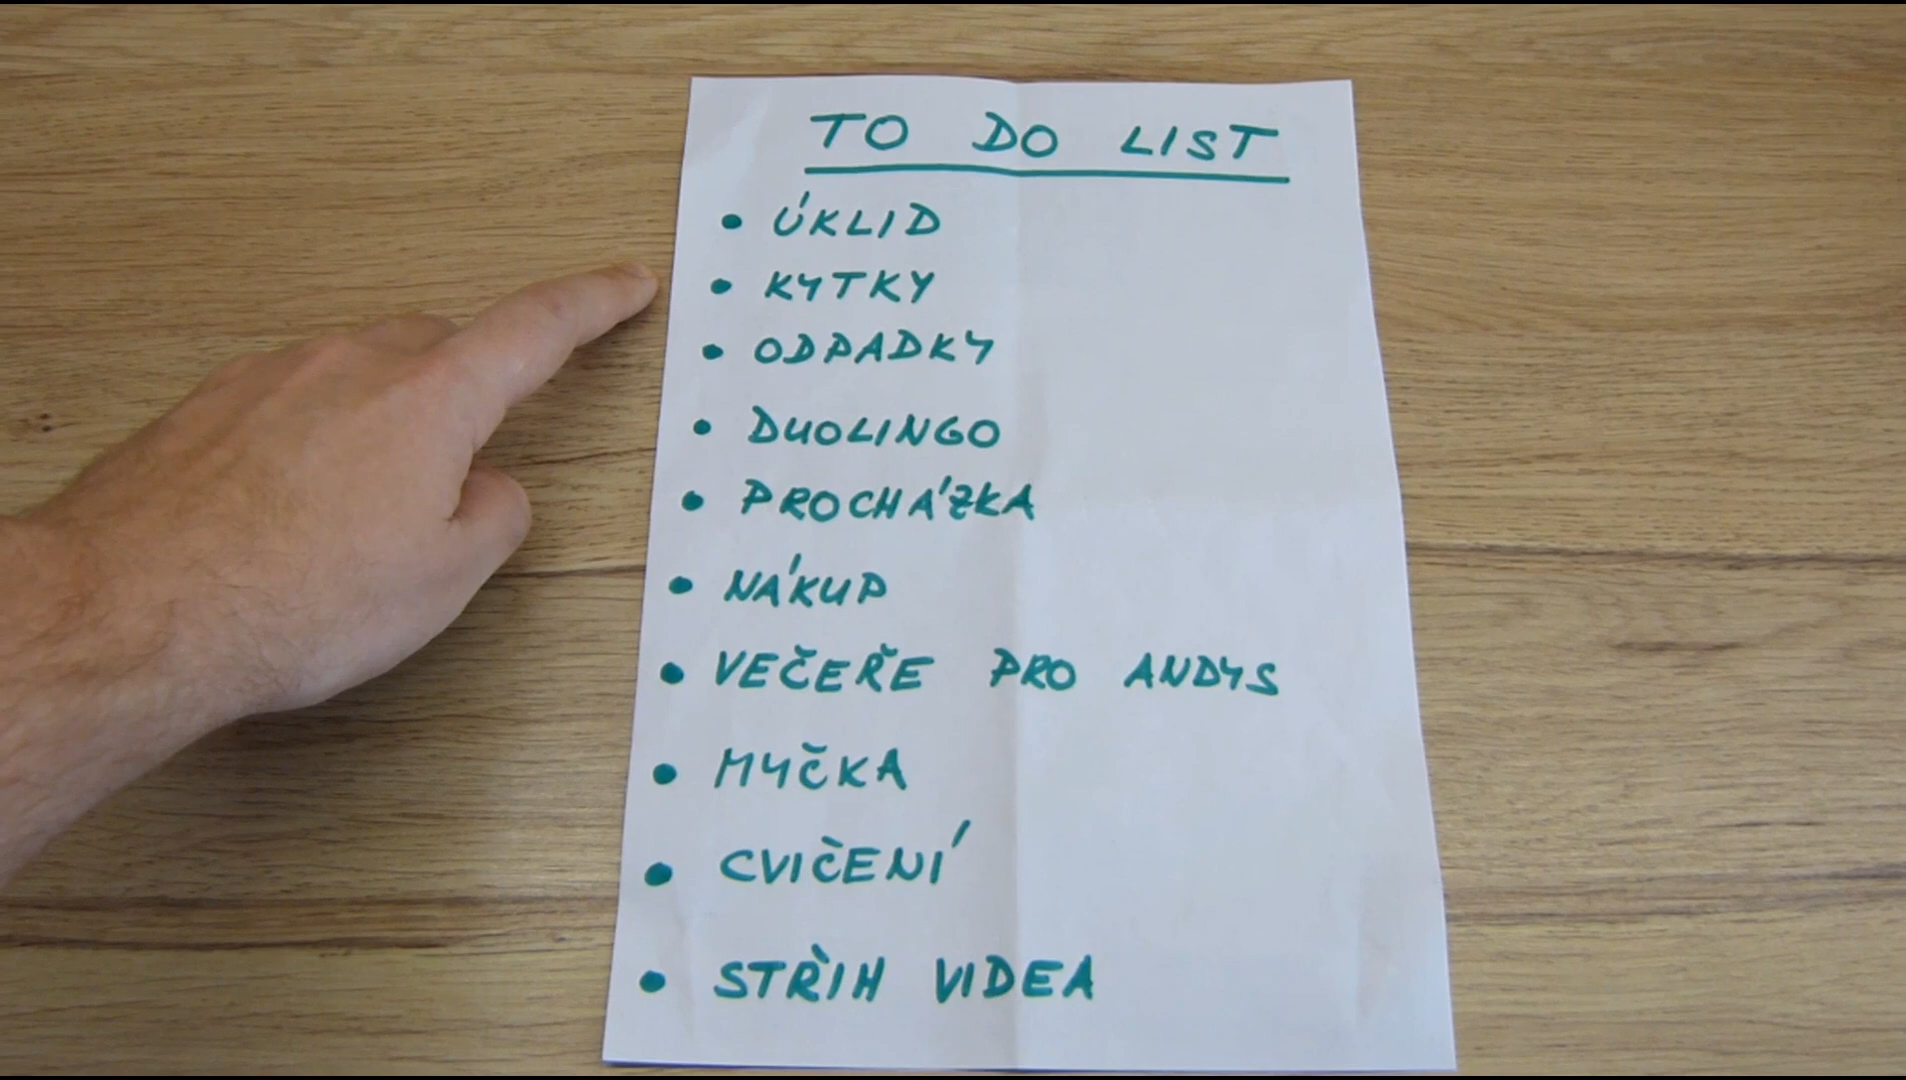 TO DO LIST
• ÚKLID
• KYTKY
• ODPADKY
• DUOLINGO
• PROCHÁZKA
• NÁKUP
• VEČEŘE PRO ANDYS
• MYČKA
• CVIČENÍ
• STŘIH VIDEA